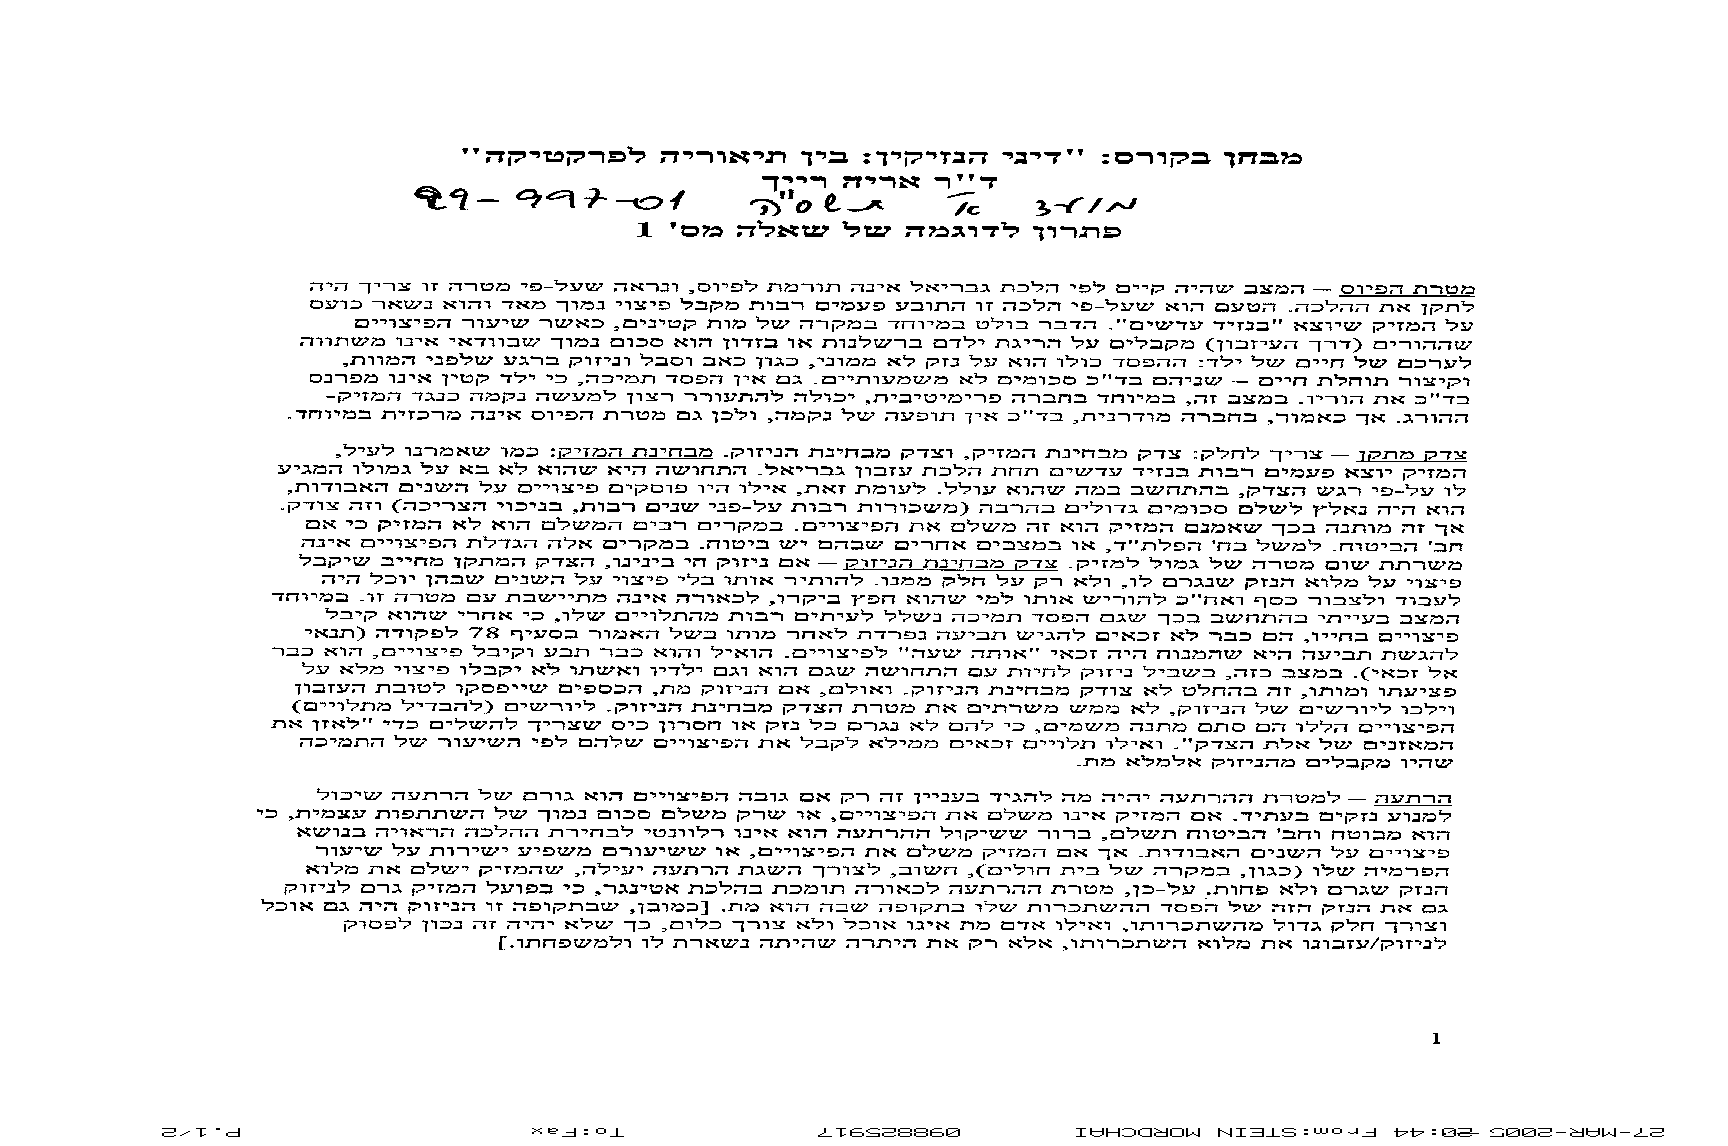 מבחן בקורס: "דיני הנזיקין: בין תיאוריה לפרקטיקה"
ד"ר אריה רייך
מועד א' תשס"ה 99-997-01
פתרון לדוגמה של שאלה מס' 1
מטרת הפיוס – המצב שהיה קיים לפי הלכת גבריאל אינה תורמת לפיוס, ונראה שעל-פי מטרה זו צריך היה
לתקן את ההלכה. הטעם הוא שעל-פי הלכה זו התובע פעמים רבות מקבל פיצוי נמוך מאד והוא נשאר כועס
על המזיק שיוצא "בנזיד עדשים". הדבר בולט במיוחד במקרה של מות קטינים, כאשר שיעור הפיצויים
שההורים (דרך העיזבון) מקבלים על הריגת ילדם ברשלנות או בזדון הוא סכום נמוך שבוודאי אינו משתווה
לערכם של חיים של ילד: ההפסד כולו הוא על נזק לא ממוני, כגון כאב וסבל וניזוק ברגע שלפני המוות,
וקיצור תוחלת חיים – שניהם בד"כ סכומים לא משמעותיים. גם אין הפסד תמיכה, כי ילד קטין אינו מפרנס
בד"כ את הוריו. במצב זה, במיוחד בחברה פרימיטיבית, יכולה להתעורר רצון למעשה נקמה כנגד המזיק-
ההורג. אך כאמור, בחברה מודרנית, בד"כ אין תופעה של נקמה, ולכן גם מטרת הפיוס אינה מרכזית במיוחד.
צדק מתקן – צריך לחלק: צדק מבחינת המזיק, וצדק מבחינת הניזוק. מבחינת המזיק: כמו שאמרנו לעיל,
המזיק יוצא פעמים רבות בנזיד עדשים תחת הלכת עזבון גבריאל. התחושה היא שהוא לא בא על גמולו המגיע
לו על-פי רגש הצדק, בהתחשב במה שהוא עולל. לעומת זאת, אילו היו פוסקים פיצויים על השנים האבודות,
הוא היה נאלץ לשלם סכומים גדולים בהרבה (משכורות רבות על-פני שנים רבות, בניכוי הצריכה) וזה צודק.
אך זה מותנה בכך שאמנם המזיק הוא זה משלם את הפיצויים. במקרים רבים המשלם הוא לא המזיק כי אם
חב' הביטוח. למשל בח' הפלת"ד, או במצבים אחרים שבהם יש ביטוח. במקרים אלה הגדלת הפיצויים אינה
משרתת שום מטרה של גמול למזיק. צדק מבחינת הניזוק – אם ניזוק חי בינינו, הצדק המתקן מחייב שיקבל
פיצוי על מלוא הנזק שנגרם לו, ולא רק על חלק ממנו. להותיר אותו בלי פיצוי על השנים שבהן יוכל היה
לעבוד ולצבור כסף ואח"כ להוריש אותו למי שהוא חפץ ביקרו, לכאורה אינה מתיישבת עם מטרה זו. במיוחד
המצב בעייתי בהתחשב בכך שגם הפסד תמיכה נשלל לעיתים רבות מהתלויים שלו, כי אחרי שהוא קיבל
פיצויים בחייו, הם כבר לא זכאים להגיש תביעה נפרדת לאחר מותו בשל האמור בסעיף 78 לפקודה (תנאי
להגשת תביעה היא שהמנוח היה זכאי "אותה שעה" לפיצויים. הואיל והוא כבר תבע וקיבל פיצויים, הוא כבר
אל זכאי). במצב כזה, בשביל ניזוק לחיות עם התחושה שגם הוא וגם ילדיו ואשתו לא יקבלו פיצוי מלא על
פציעתו ומותו, זה בהחלט לא צודק מבחינת הניזוק. ואולם, אם הניזוק מת, הכספים שייפסקו לטובת העזבון
וילכו ליורשים של הניזוק, לא ממש משרתים את מטרת הצדק מבחינת הניזוק. ליורשים (להבדיל מתלויים)
הפיצויים הללו הם סתם מתנה משמים, כי להם לא נגרם כל נזק או חסרון כיס שצריך להשלים כדי "לאזן את
המאזנים של אלת הצדק". ואילו תלויים זכאים ממילא לקבל את הפיצויים שלהם לפי השיעור של התמיכה
שהיו מקבלים מהניזוק אלמלא מת.
הרתעה – למטרת ההרתעה יהיה מה להגיד בעניין זה רק אם גובה הפיצויים הוא גורם של הרתעה שיכול
למנוע נזקים בעתיד. אם המזיק אינו משלם את הפיצויים, או שרק משלם סכום נמוך של השתתפות עצמית, כי
הוא מבוטח וחב' הביטוח תשלם, ברור ששיקול ההרתעה הוא אינו רלוונטי לבחירת ההלכה הראויה בנושא
פיצויים על השנים האבודות. אך אם המזיק משלם את הפיצויים, או ששיעורם משפיע ישירות על שיעור
הפרמיה שלו (כגון, במקרה של בית חולים), חשוב, לצורך השגת הרתעה יעילה, שהמזיק ישלם את מלוא
הנזק שגרם ולא פחות. על-כן, מטרת ההרתעה לכאורה תומכת בהלכת אטינגר, כי בפועל המזיק גרם לניזוק
גם את הנזק הזה של הפסד ההשתכרות שלו בתקופה שבה הוא מת. [כמובן, שבתקופה זו הניזוק היה גם אוכל
וצורך חלק גדול מהשתכרותו, ואילו אדם מת אינו אוכל ולא צורך כלום, כך שלא יהיה זה נכון לפסוק
לניזוק/עזבונו את מלוא השתכרותו, אלא רק את היתרה שהיתה נשארת לו ולמשפחתו.]
1
27-MAR-2005 20:44 From:STEIN MORDCHAI 098825917 To:Fax P.1/2